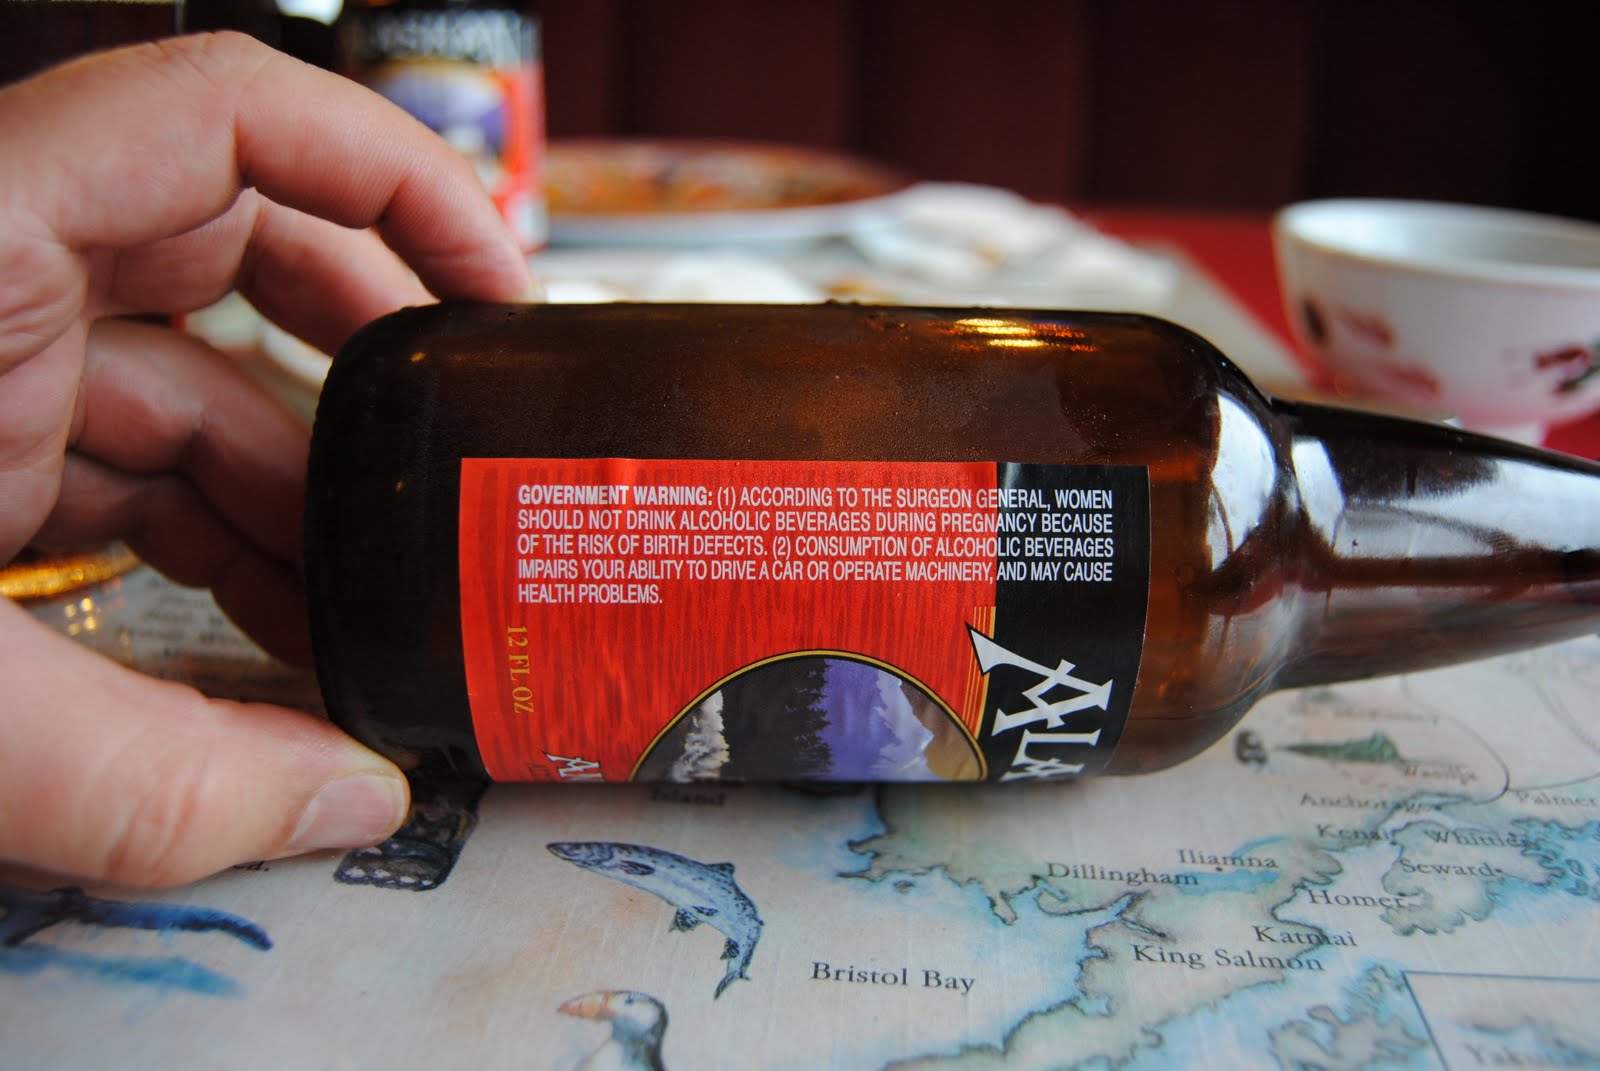 GOVERNMENT WARNING: (1) ACCORDING TO THE SURGEON GENERAL, WOMEN
SHOULD NOT DRINK ALCOHOLIC BEVERAGES DURING PREGNANCY BECAUSE
OF THE RISK OF BIRTH DEFECTS. (2) CONSUMPTION OF ALCOHOLIC BEVERAGES
IMPAIRS YOUR ABILITY TO DRIVE A CAR OR OPERATE MACHINERY, AND MAY CAUSE
HEALTH PROBLEMS.
12 FL OZ
ALA
Island
Anchorage
Palmer
Kenai
Whittier
Iliamna
Dillingham
Seward
Homer
Katmai
King Salmon
Bristol Bay